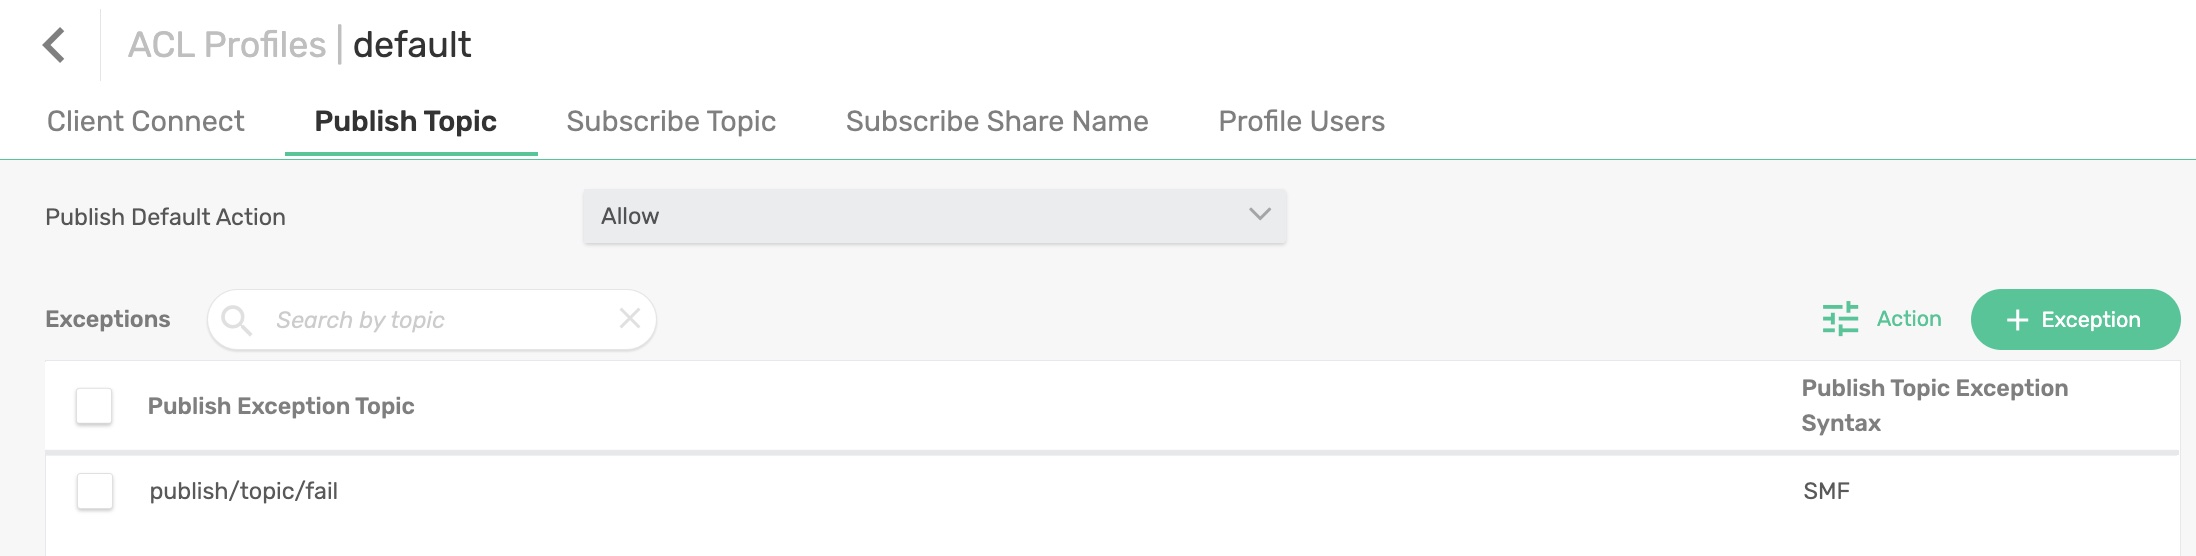 ACL Profiles | default
Client Connect Publish Topic Subscribe Topic Subscribe Share Name Profile Users
Publish Default Action Allow
Exceptions Search by topic Action + Exception
Publish Exception Topic Publish Topic Exception
Syntax
publish/topic/fail SMF